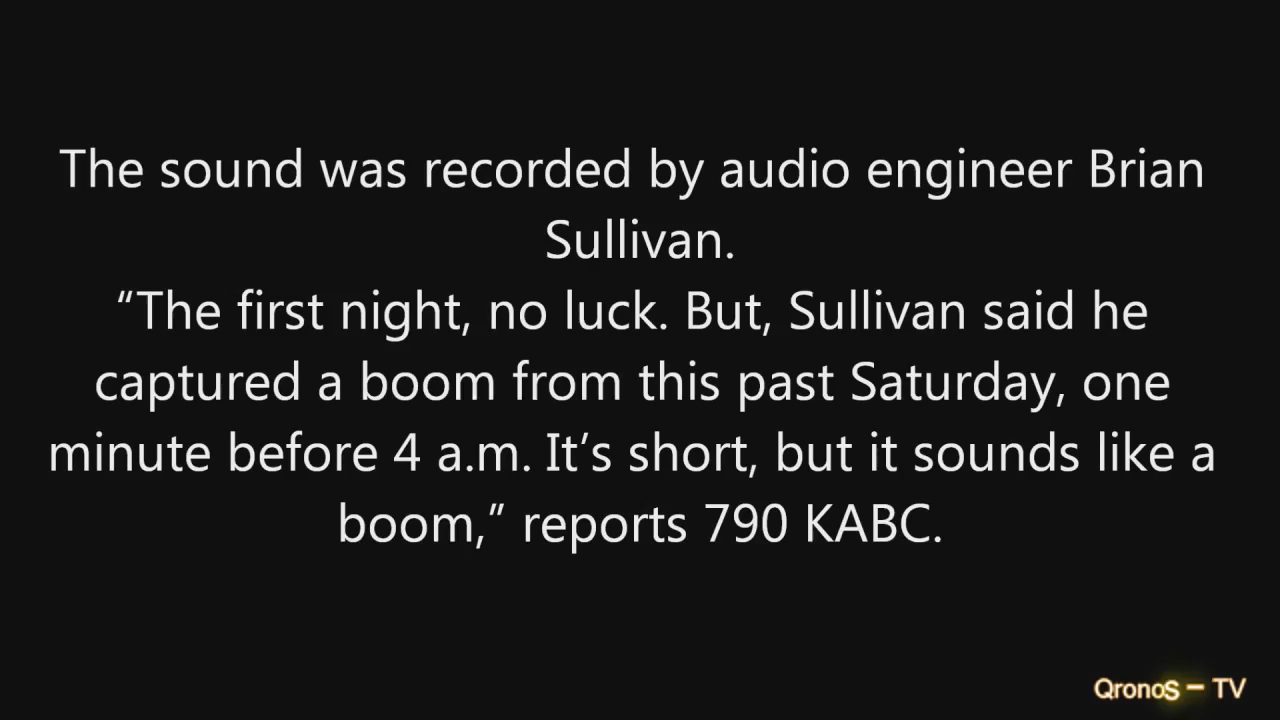 The sound was recorded by audio engineer Brian
Sullivan.
“The first night, no luck. But, Sullivan said he
captured a boom from this past Saturday, one
minute before 4 a.m. It’s short, but it sounds like a
boom,” reports 790 KABC.
QronoS – TV